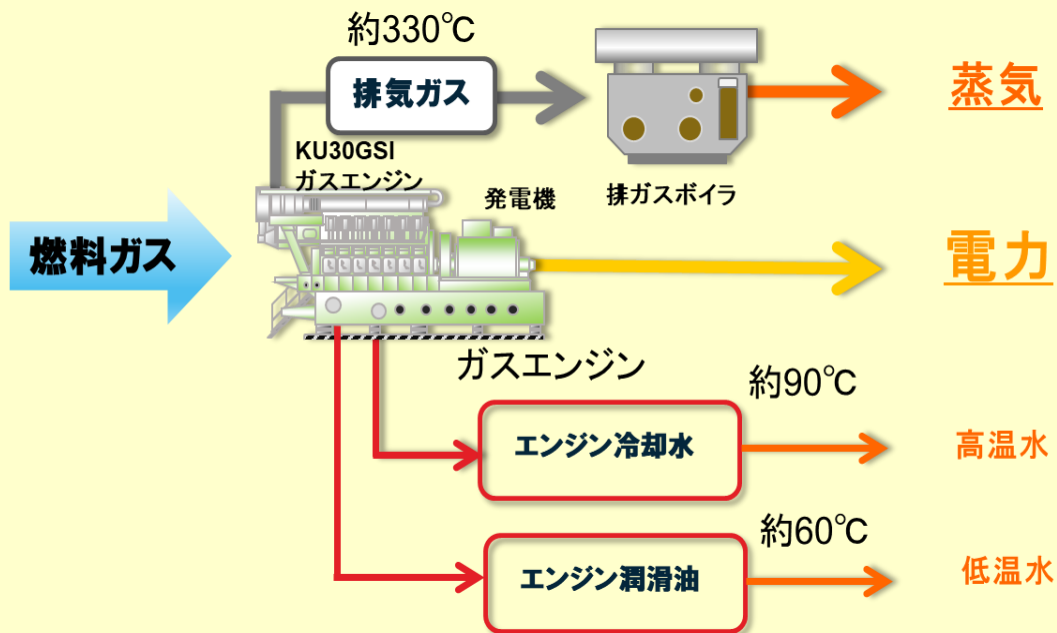 約330℃
排気ガス
蒸気
KU30GSI
ガスエンジン
発電機
排ガスボイラ
燃料ガス
電力
ガスエンジン
約90℃
エンジン冷却水
高温水
約60℃
エンジン潤滑油
低温水